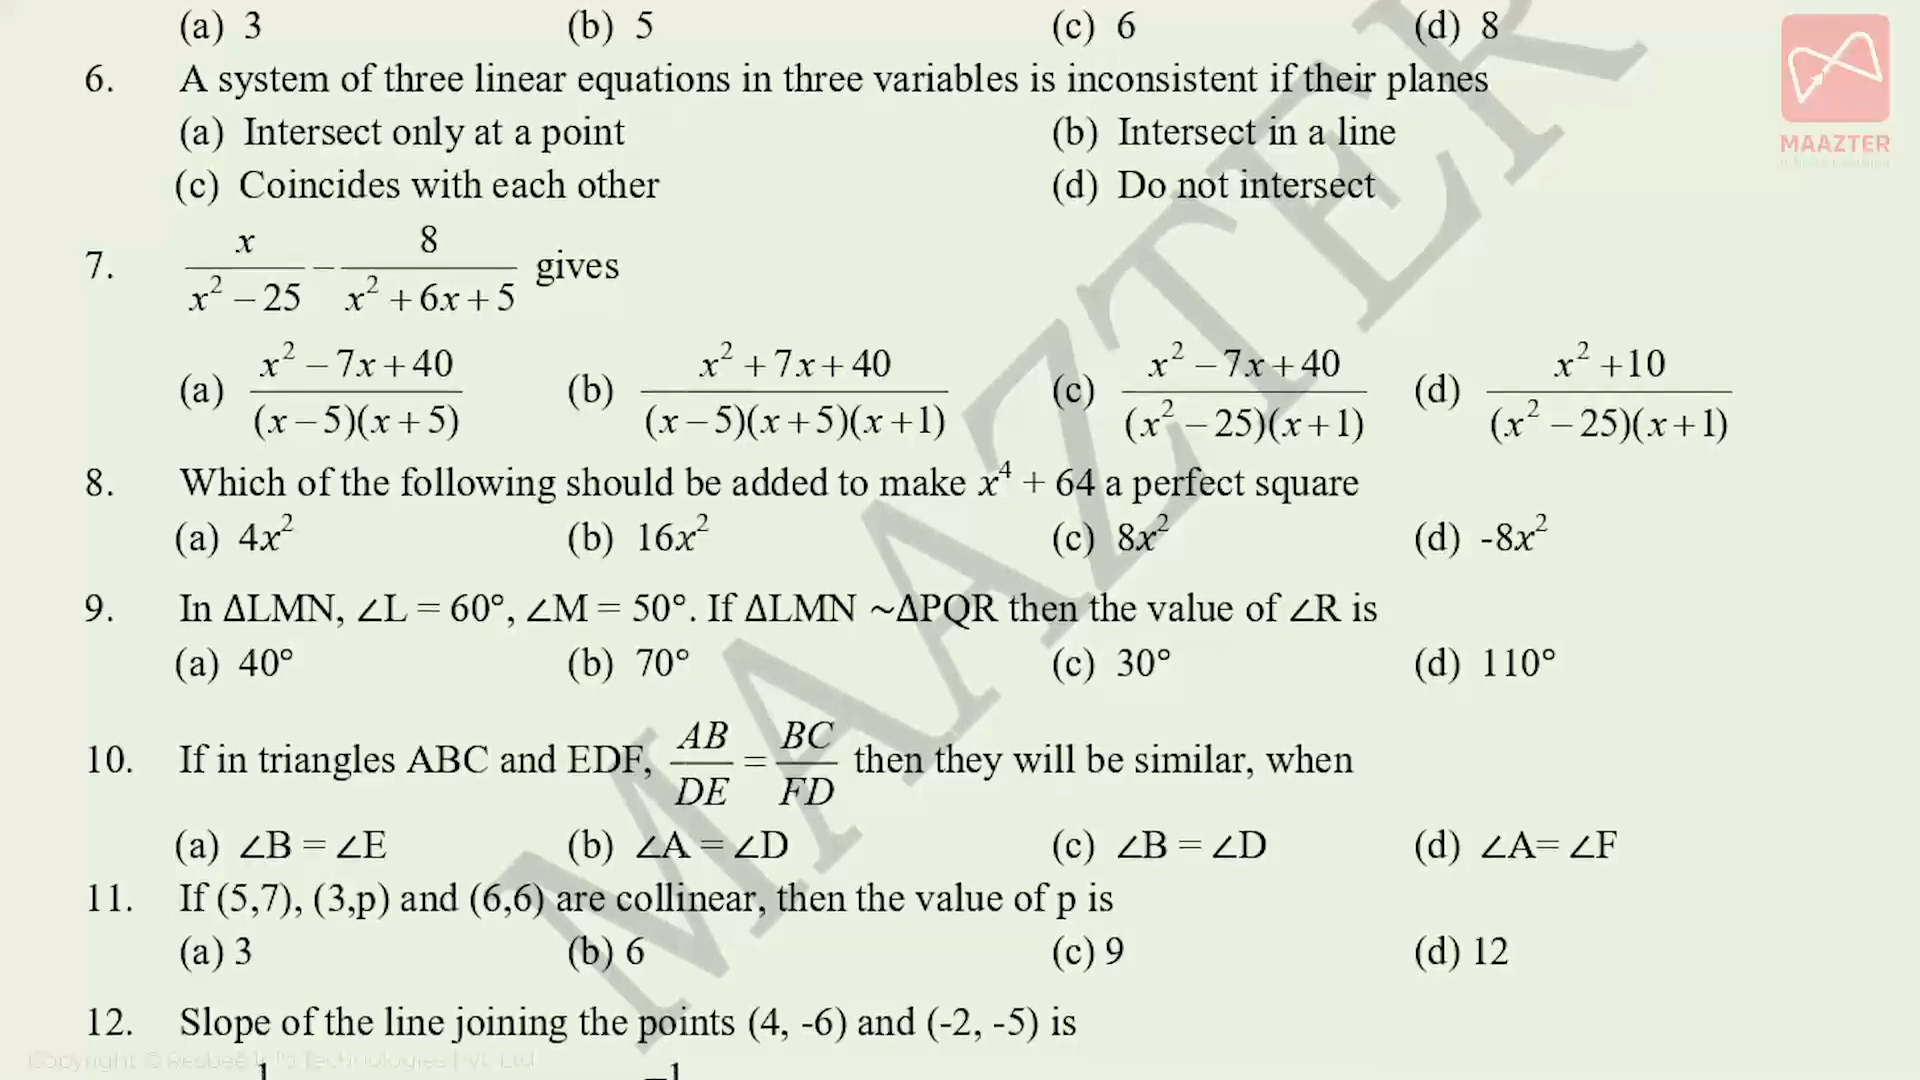 (a) 3 (b) 5 (c) 6 (d) 8
6. A system of three linear equations in three variables is inconsistent if their planes
(a) Intersect only at a point (b) Intersect in a line
(c) Coincides with each other (d) Do not intersect
7. x/(x² – 25) – 8/(x² + 6x + 5) gives
(a) (x² – 7x + 40)/((x – 5)(x + 5)) (b) (x² + 7x + 40)/((x – 5)(x + 5)(x + 1)) (c) (x² – 7x + 40)/((x² – 25)(x + 1)) (d) (x² + 10)/((x² – 25)(x + 1))
8. Which of the following should be added to make x⁴ + 64 a perfect square
(a) 4x² (b) 16x² (c) 8x² (d) -8x²
9. In ΔLMN, ∠L = 60°, ∠M = 50°. If ΔLMN ~ΔPQR then the value of ∠R is
(a) 40° (b) 70° (c) 30° (d) 110°
10. If in triangles ABC and EDF, AB/DE = BC/FD then they will be similar, when
(a) ∠B = ∠E (b) ∠A = ∠D (c) ∠B = ∠D (d) ∠A= ∠F
11. If (5,7), (3,p) and (6,6) are collinear, then the value of p is
(a) 3 (b) 6 (c) 9 (d) 12
12. Slope of the line joining the points (4, -6) and (-2, -5) is
MAAZTER
MAAZTER
Copyright © Resbee Info Technologies Pvt Ltd